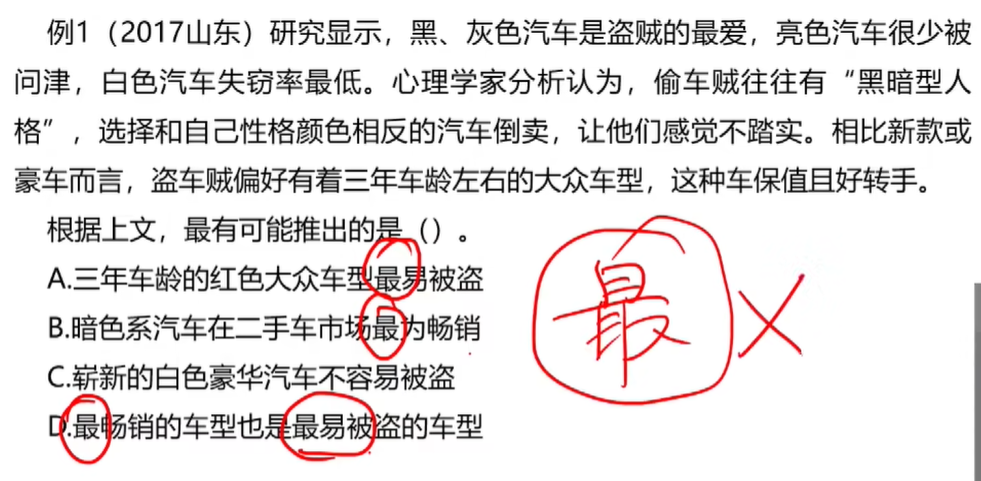 例1（2017山东）研究显示，黑、灰色汽车是盗贼的最爱，亮色汽车很少被
问津，白色汽车失窃率最低。心理学家分析认为，偷车贼往往有“黑暗型人
格”，选择和自己性格颜色相反的汽车倒卖，让他们感觉不踏实。相比新款或
豪车而言，盗车贼偏好有着三年车龄左右的大众车型，这种车保值且好转手。
根据上文，最有可能推出的是（）。
A.三年车龄的红色大众车型最易被盗
B.暗色系汽车在二手车市场最为畅销
C.崭新的白色豪华汽车不容易被盗
D.最畅销的车型也是最易被盗的车型
最